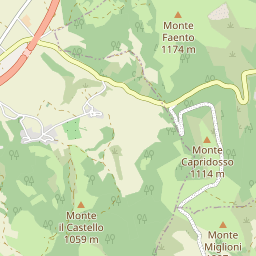 Monte
Faento
1174 m
Monte
Capridosso
1114 m
Monte
il Castello
1059 m
Monte
Miglioni